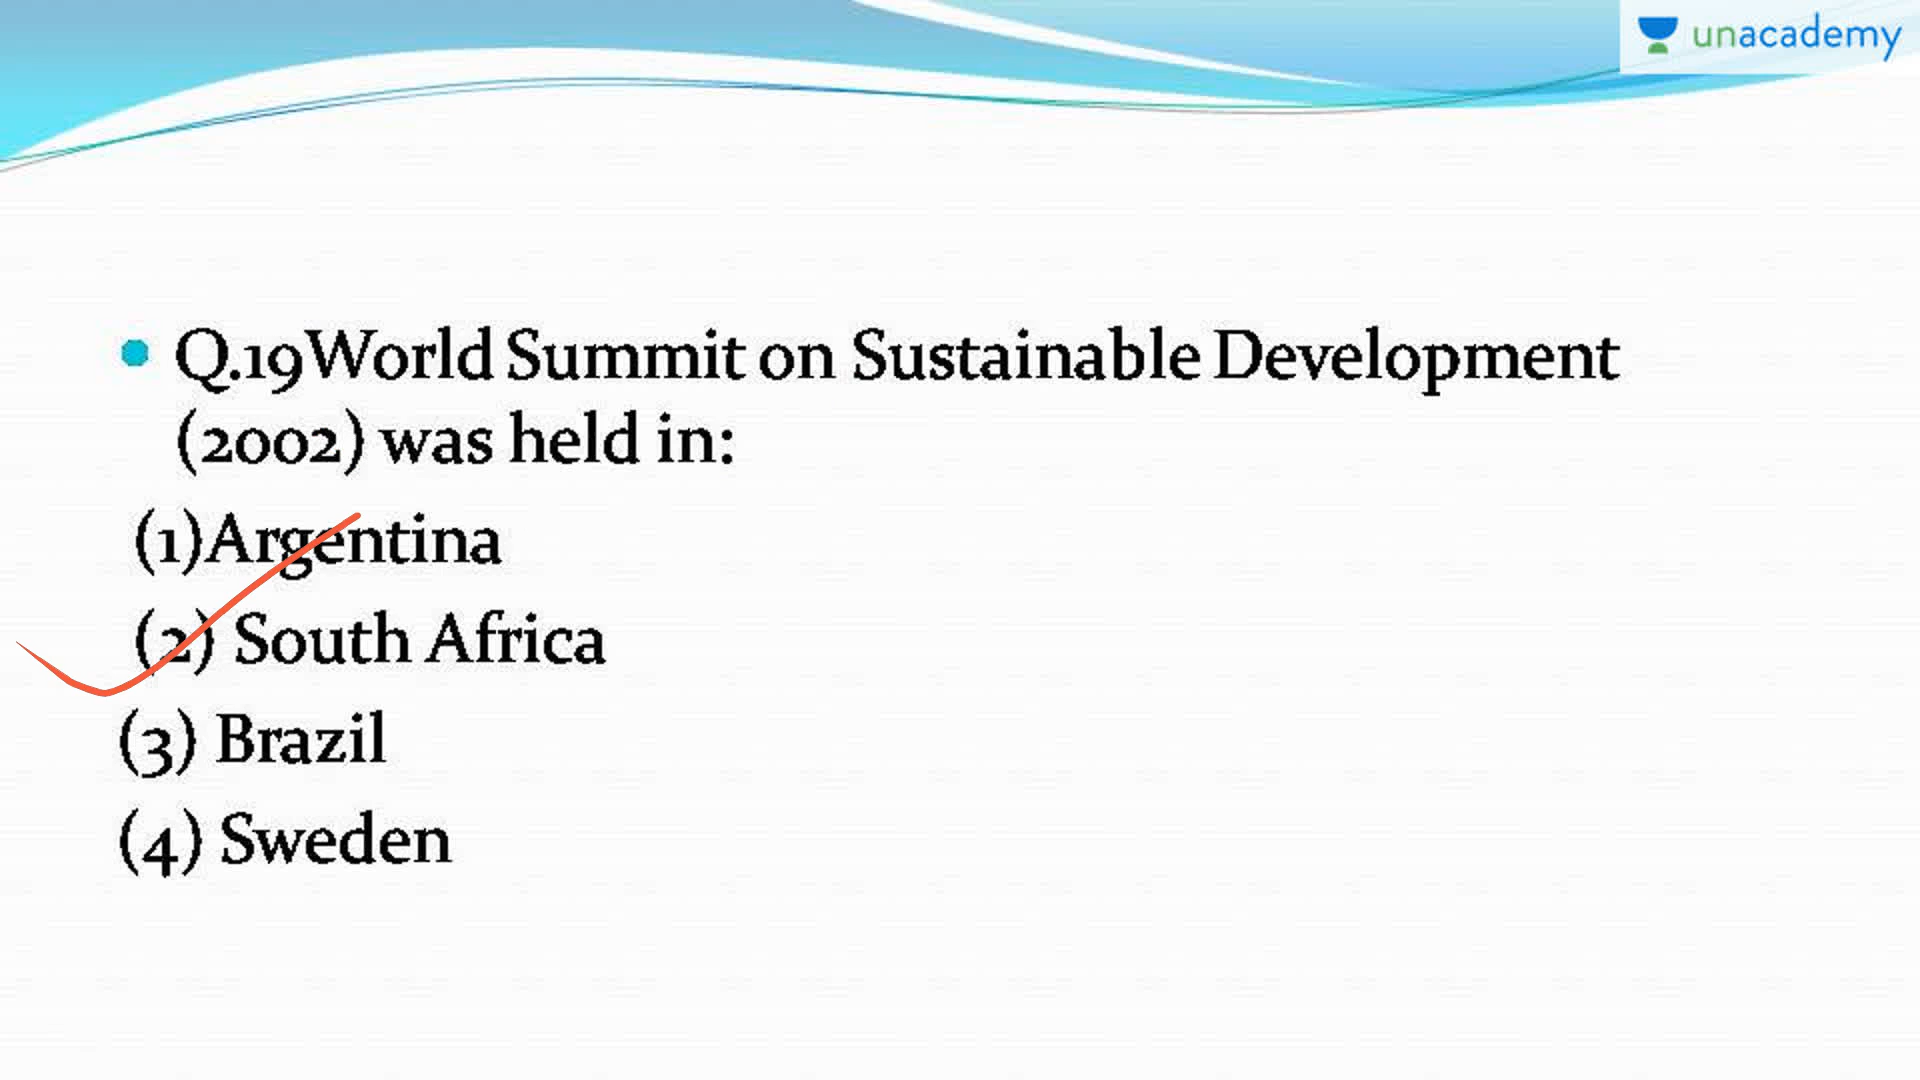 unacademy
Q.19World Summit on Sustainable Development
(2002) was held in:
(1)Argentina
(2) South Africa
(3) Brazil
(4) Sweden